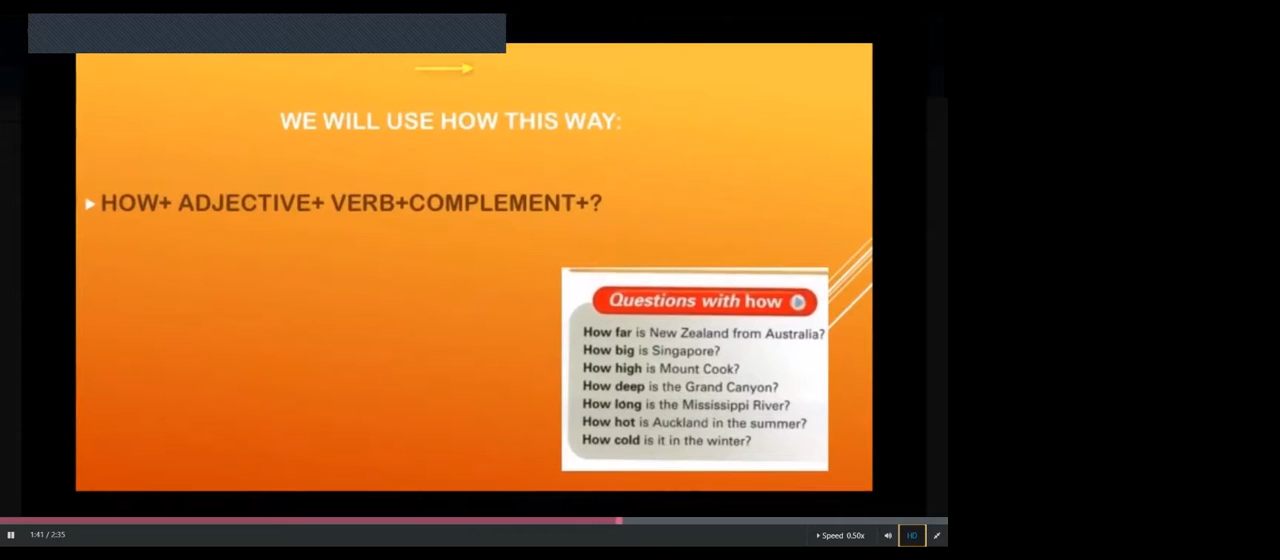 WE WILL USE HOW THIS WAY:
HOW+ ADJECTIVE+ VERB+COMPLEMENT+?
Questions with how
How far is New Zealand from Australia?
How big is Singapore?
How high is Mount Cook?
How deep is the Grand Canyon?
How long is the Mississippi River?
How hot is Auckland in the summer?
How cold is it in the winter?
1:41 / 2:35
Speed 0.50x
HD